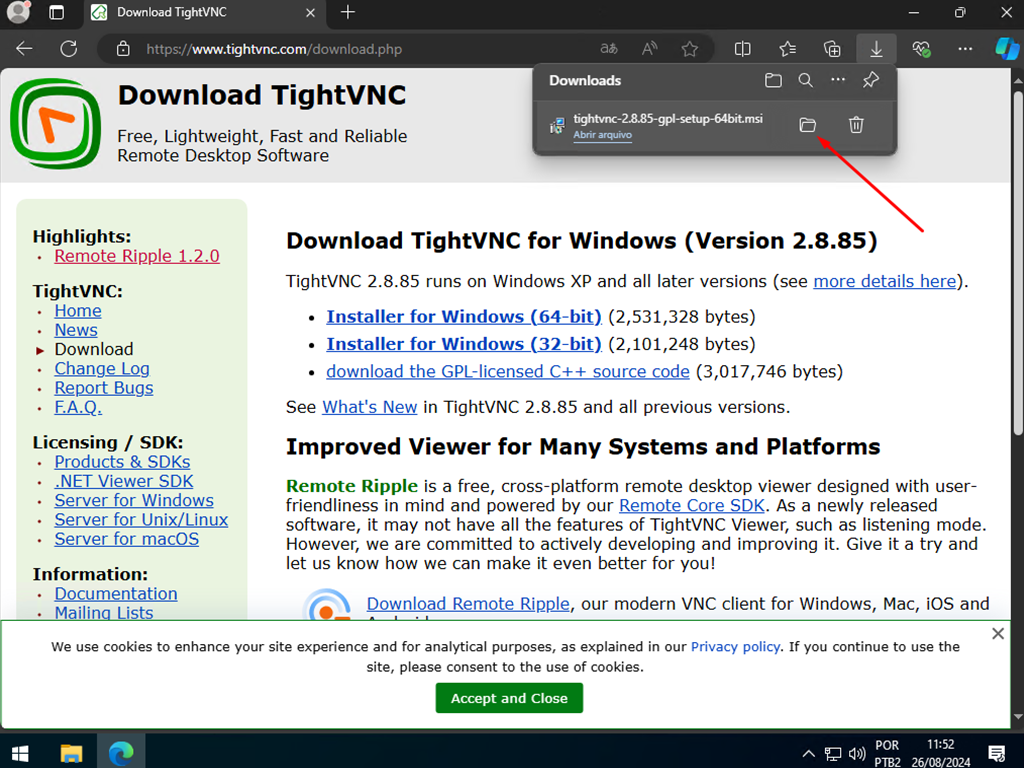 Download TightVNC
https://www.tightvnc.com/download.php
aあ
Downloads
tightvnc-2.8.85-gpl-setup-64bit.msi
Abrir arquivo
Download TightVNC
Free, Lightweight, Fast and Reliable
Remote Desktop Software
Highlights:
Remote Ripple 1.2.0
TightVNC:
Home
News
Download
Change Log
Report Bugs
F.A.Q.
Licensing / SDK:
Products & SDKs
.NET Viewer SDK
Server for Windows
Server for Unix/Linux
Server for macOS
Information:
Documentation
Mailing Lists
Download TightVNC for Windows (Version 2.8.85)
TightVNC 2.8.85 runs on Windows XP and all later versions (see more details here).
Installer for Windows (64-bit) (2,531,328 bytes)
Installer for Windows (32-bit) (2,101,248 bytes)
download the GPL-licensed C++ source code (3,017,746 bytes)
See What's New in TightVNC 2.8.85 and all previous versions.
Improved Viewer for Many Systems and Platforms
Remote Ripple is a free, cross-platform remote desktop viewer designed with user-
friendliness in mind and powered by our Remote Core SDK. As a newly released
software, it may not have all the features of TightVNC Viewer, such as listening mode.
However, we are committed to actively developing and improving it. Give it a try and
let us know how we can make it even better for you!
Download Remote Ripple, our modern VNC client for Windows, Mac, iOS and
We use cookies to enhance your site experience and for analytical purposes, as explained in our Privacy policy. If you continue to use the
site, please consent to the use of cookies.
Accept and Close
POR
PTB2
11:52
26/08/2024